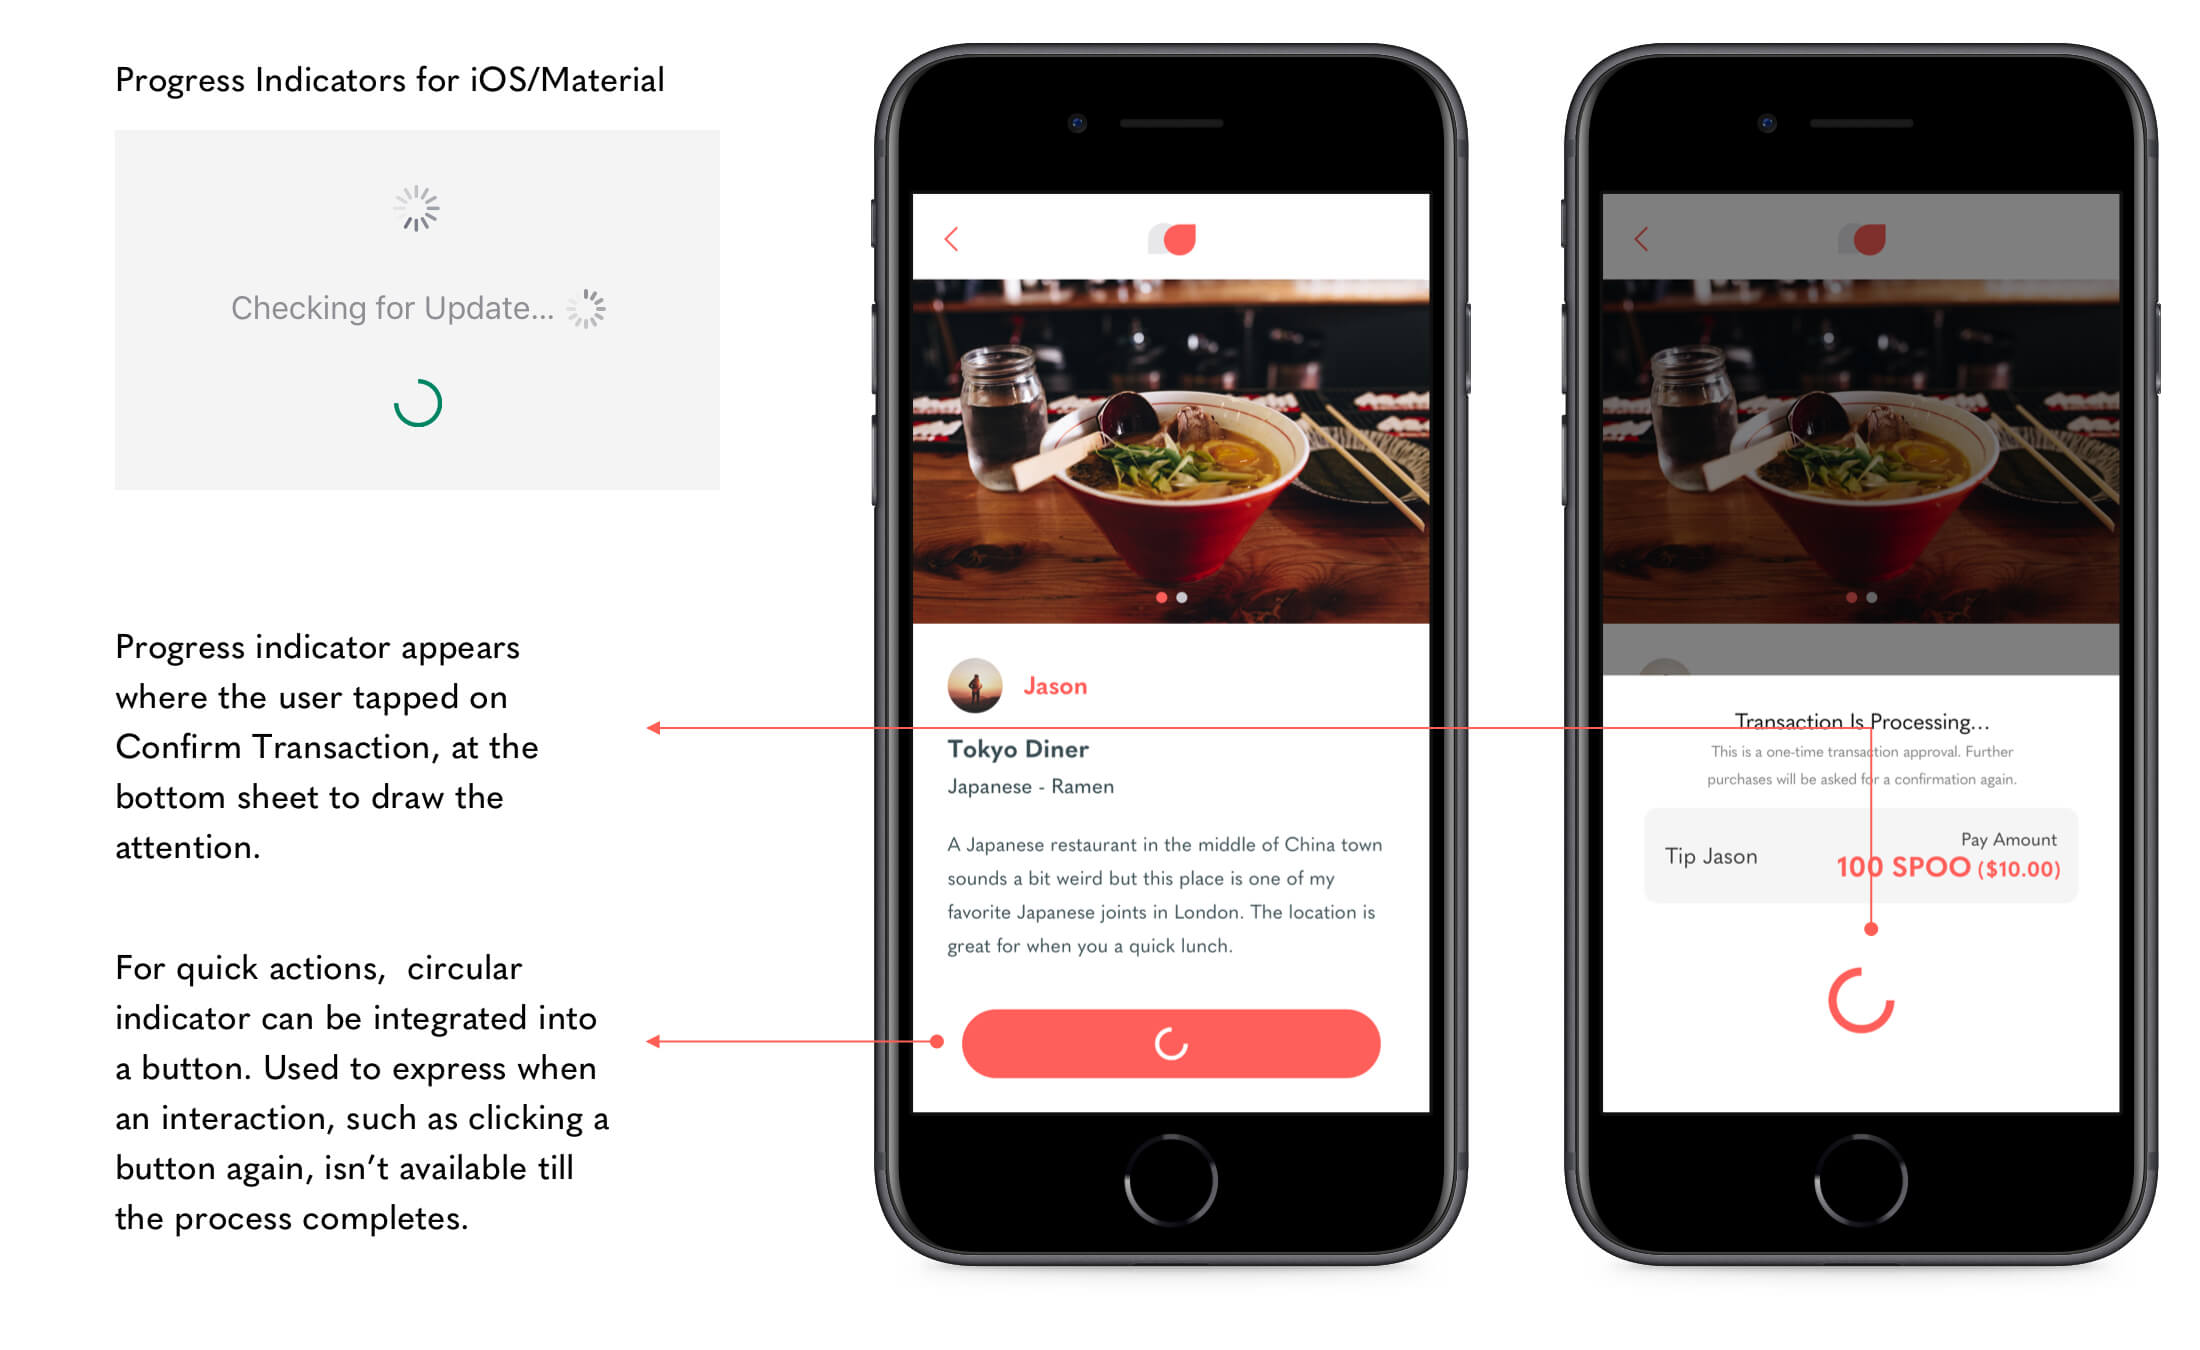 Progress Indicators for iOS/Material
Checking for Update...
Progress indicator appears
where the user tapped on
Confirm Transaction, at the
bottom sheet to draw the
attention.
For quick actions,  circular
indicator can be integrated into
a button. Used to express when
an interaction, such as clicking a
button again, isn’t available till
the process completes.
Jason
Tokyo Diner
Japanese - Ramen
A Japanese restaurant in the middle of China town
sounds a bit weird but this place is one of my
favorite Japanese joints in London. The location is
great for when you a quick lunch.
Transaction Is Processing...
This is a one-time transaction approval. Further
purchases will be asked for a confirmation again.
Tip Jason
Pay Amount
100 SPOO ($10.00)